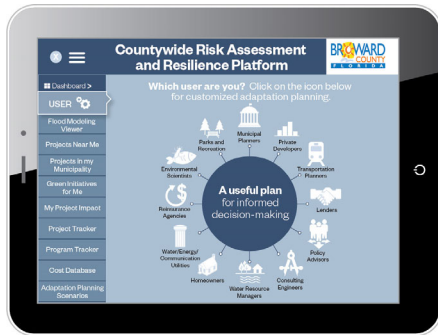 Countywide Risk Assessment
and Resilience Platform
BROWARD
COUNTY
FLORIDA
Dashboard >
USER
Flood Modeling
Viewer
Projects Near Me
Projects In my
Municipality
Green Initiatives
for Me
My Project Impact
Project Tracker
Program Tracker
Cost Database
Adaptation Planning
Scenarios
Which user are you? Click on the icon below
for customized adaptation planning.
Municipal
Planners
Private
Developers
Transportation
Planners
Lenders
Policy
Advisors
Consulting
Engineers
Water Resource
Managers
Homeowners
Water/Energy/
Communication
Utilities
Reinsurance
Agencies
Environmental
Scientists
Parks and
Recreation
A useful plan
for informed
decision-making